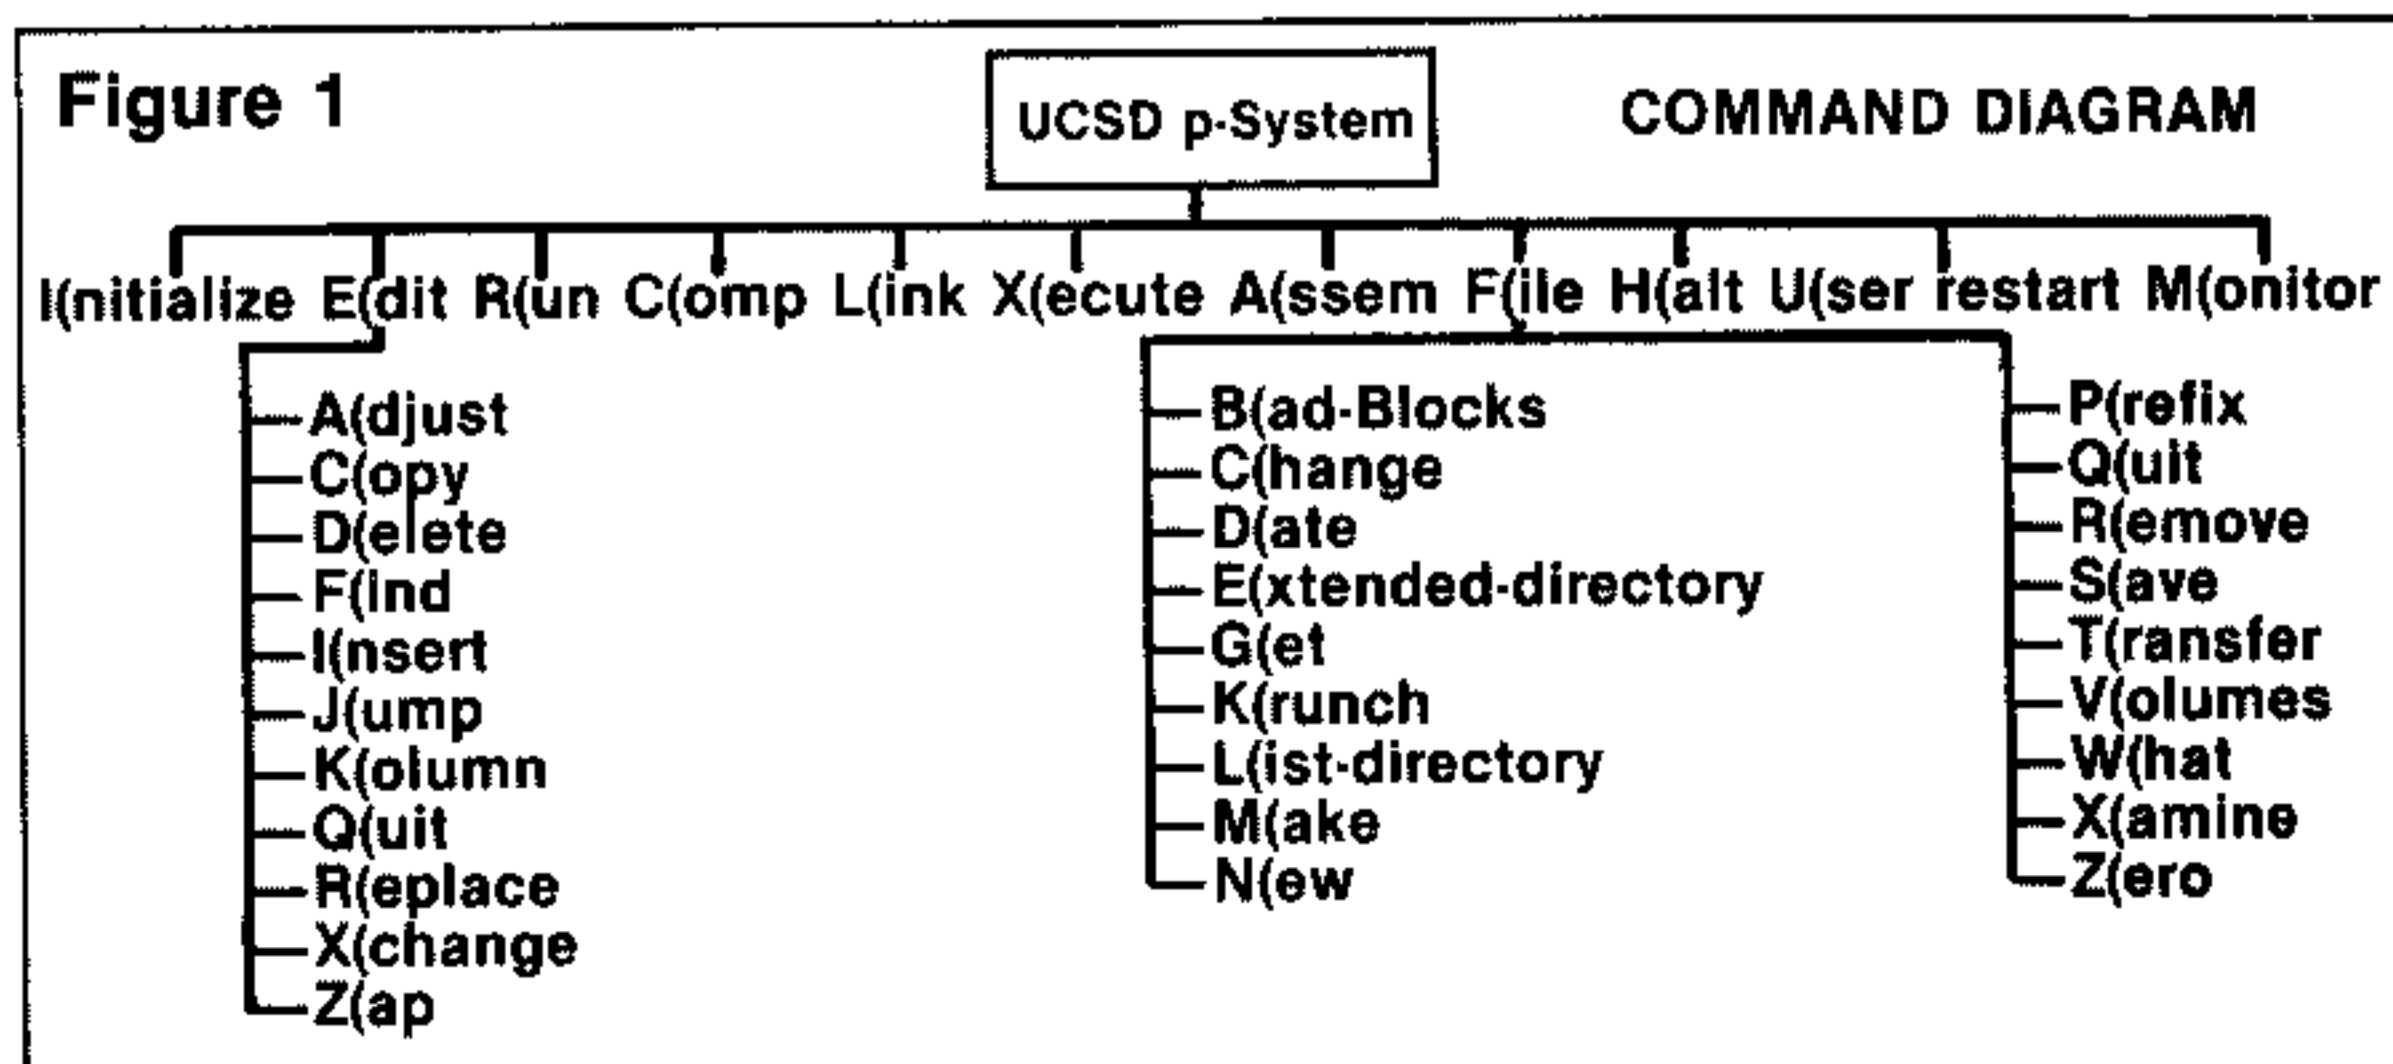 Figure 1
UCSD p-System
COMMAND DIAGRAM
I(nitialize E(dit R(un C(omp L(ink X(ecute A(ssem F(ile H(alt U(ser restart M(onitor
A(djust
C(opy
D(elete
F(ind
I(nsert
J(ump
K(olumn
Q(uit
R(eplace
X(change
Z(ap
B(ad-Blocks
C(hange
D(ate
E(xtended-directory
G(et
K(runch
L(ist-directory
M(ake
N(ew
P(refix
Q(uit
R(emove
S(ave
T(ransfer
V(olumes
W(hat
X(amine
Z(ero